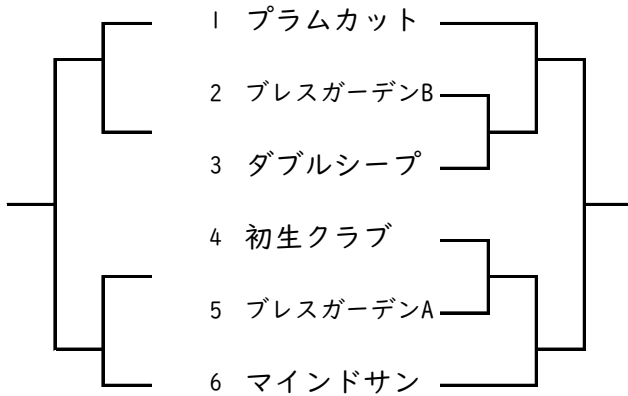 1 プラムカット
2 ブレスガーデンB
3 ダブルシープ
4 初生クラブ
5 ブレスガーデンA
6 マインドサン